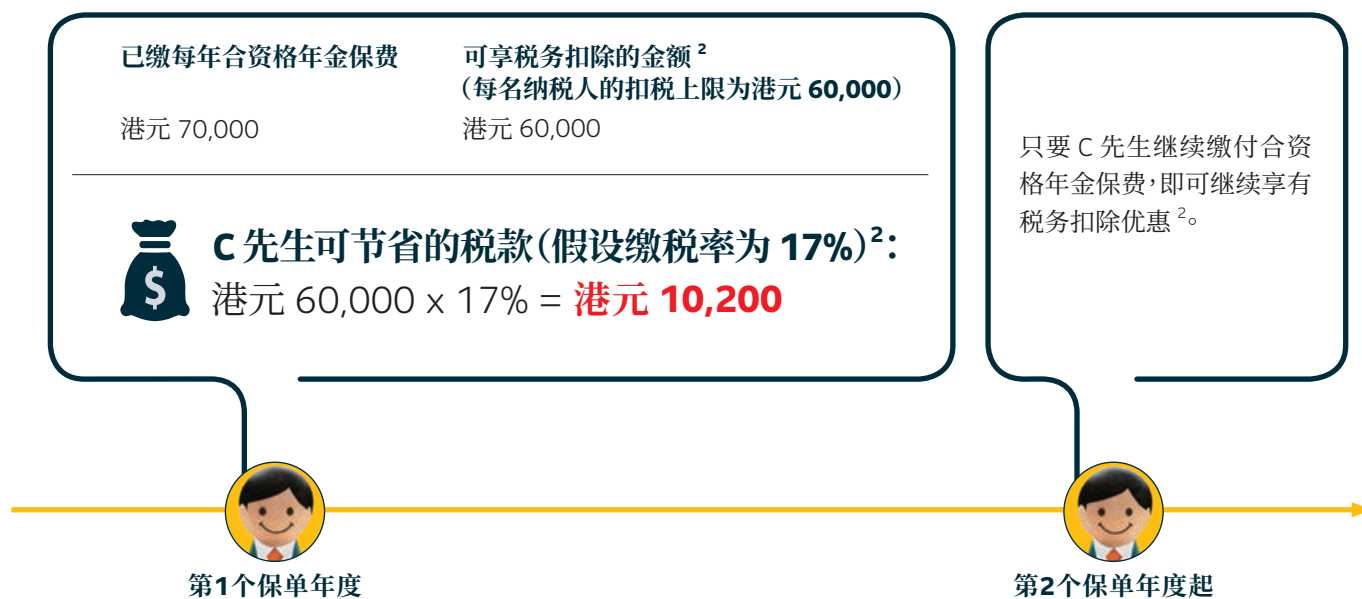 已缴每年合资格年金保费
可享税务扣除的金额 2
(每名纳税人的扣税上限为港元 60,000)
港元 70,000
港元 60,000
C 先生可节省的税款(假设缴税率为 17%)2:
港元 60,000 x 17% = 港元 10,200
只要 C 先生继续缴付合资
格年金保费,即可继续享有
税务扣除优惠 2。
$
第1个保单年度
第2个保单年度起